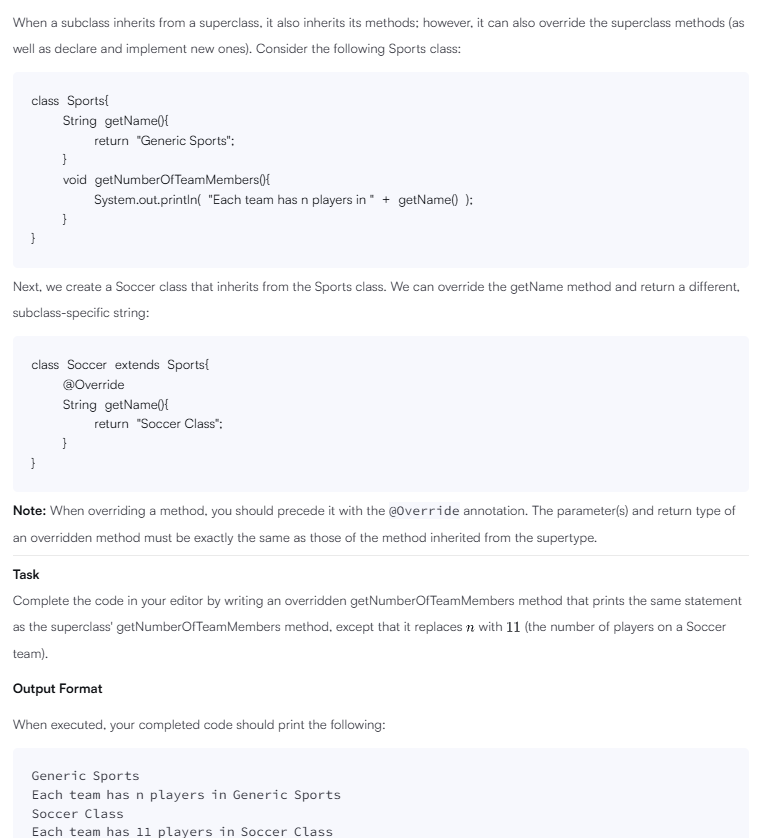 When a subclass inherits from a superclass, it also inherits its methods; however, it can also override the superclass methods (as
well as declare and implement new ones). Consider the following Sports class:
class Sports{
String getName(){
return "Generic Sports";
}
void getNumberOfTeamMembers(){
System.out.println( "Each team has n players in " + getName() );
}
}
Next, we create a Soccer class that inherits from the Sports class. We can override the getName method and return a different,
subclass-specific string:
class Soccer extends Sports{
@Override
String getName(){
return "Soccer Class";
}
}
Note: When overriding a method, you should precede it with the @Override annotation. The parameter(s) and return type of
an overridden method must be exactly the same as those of the method inherited from the supertype.
Task
Complete the code in your editor by writing an overridden getNumberOfTeamMembers method that prints the same statement
as the superclass' getNumberOfTeamMembers method, except that it replaces n with 11 (the number of players on a Soccer
team).
Output Format
When executed, your completed code should print the following:
Generic Sports
Each team has n players in Generic Sports
Soccer Class
Each team has 11 players in Soccer Class